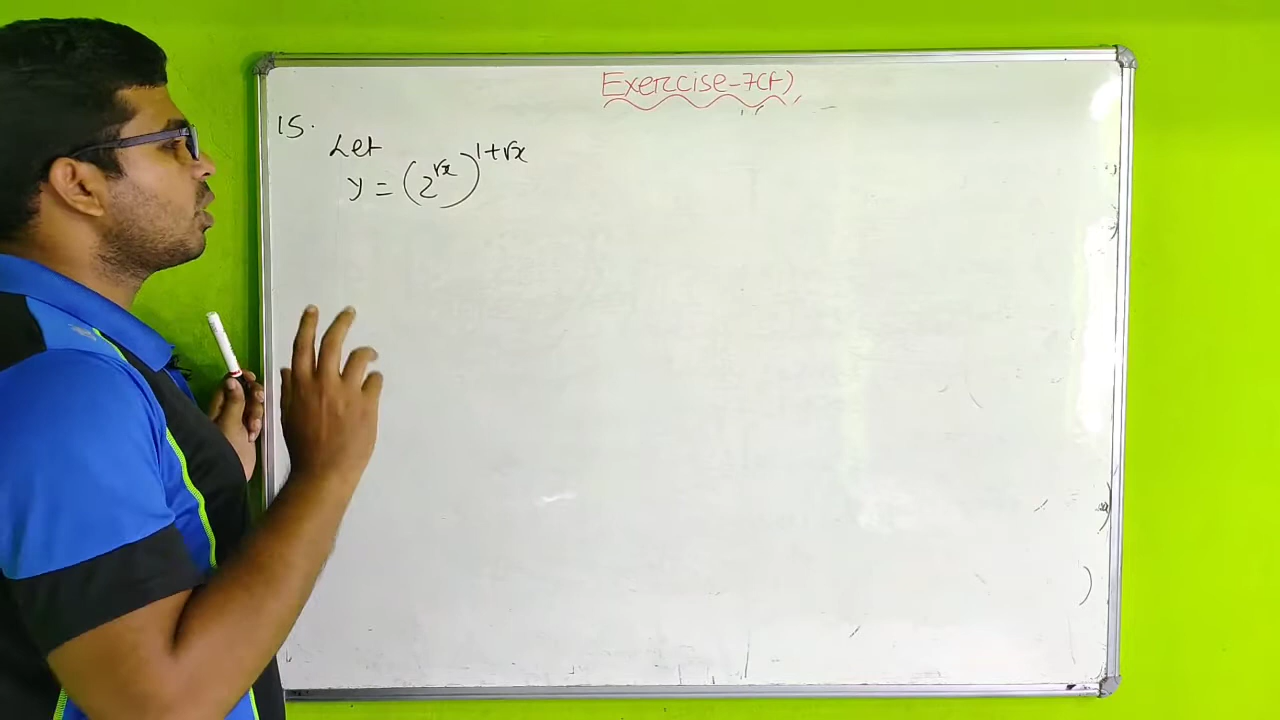 Exercise-7(f)
15.
Let
y = (2^√x)^1+√x